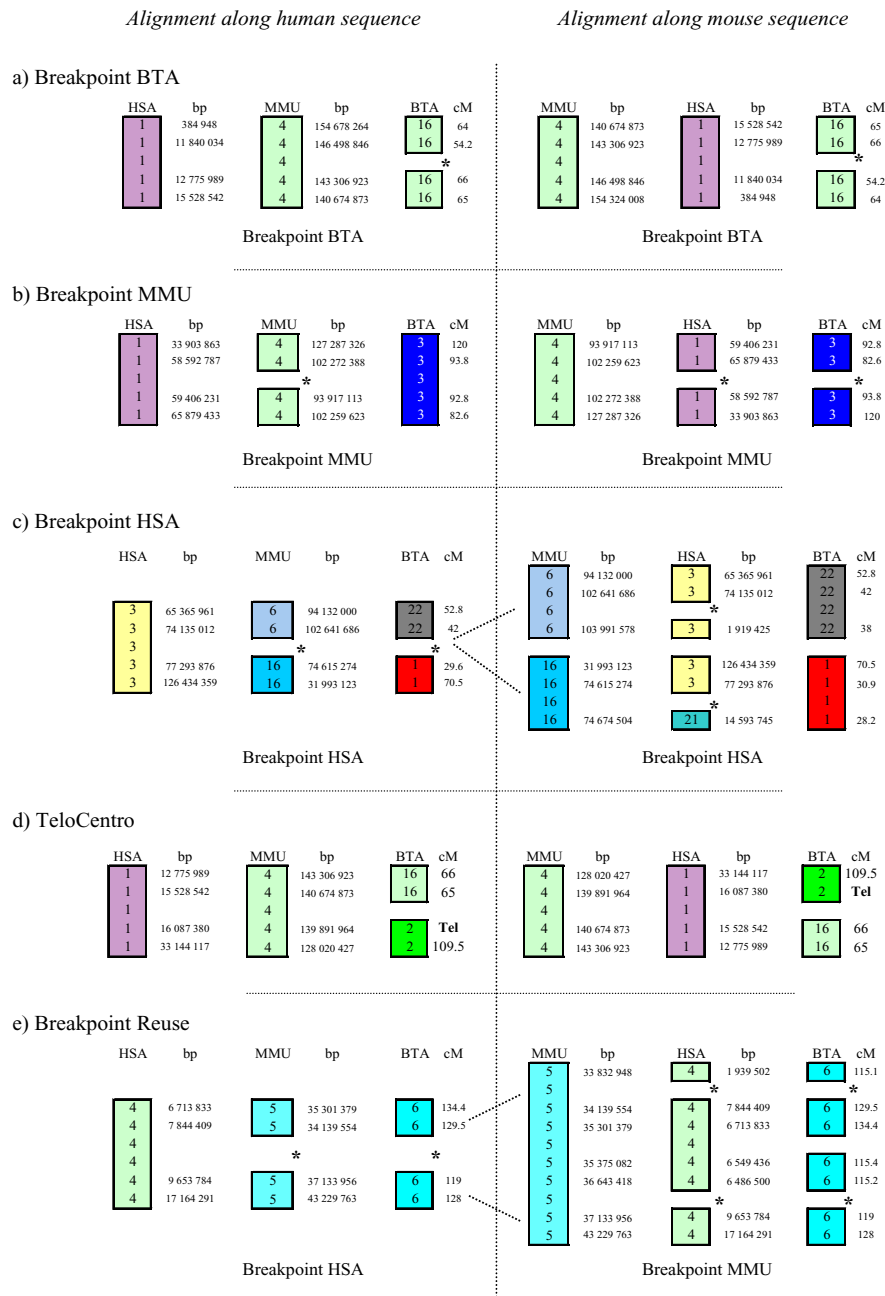 Alignment along human sequence Alignment along mouse sequence
a) Breakpoint BTA
HSA bp MMU bp BTA cM BTA cM
1 384 948 4 154 678 264 16 64 4 140 674 873 1 15 528 542 16 65
1 11 840 034 4 146 498 846 16 54.2 4 143 306 923 1 12 775 989 16 66
1 4 * 4 1 *
1 12 775 989 4 143 306 923 16 66 4 146 498 846 1 11 840 034 16 54.2
1 15 528 542 4 140 674 873 16 65 4 154 324 008 1 384 948 16 64
Breakpoint BTA Breakpoint BTA
b) Breakpoint MMU
HSA bp MMU bp BTA cM MMU bp HSA bp BTA cM
1 33 903 863 4 127 287 326 3 120 4 93 917 113 1 59 406 231 3 92.8
1 58 592 787 4 102 272 388 3 93.8 4 102 259 623 1 65 879 433 3 82.6
1 * 3 4 * *
1 59 406 231 4 93 917 113 3 92.8 4 102 272 388 1 58 592 787 3 93.8
1 65 879 433 4 102 259 623 3 82.6 4 127 287 326 1 33 903 863 3 120
Breakpoint MMU Breakpoint MMU
c) Breakpoint HSA
HSA bp MMU bp BTA cM MMU bp HSA bp BTA cM
6 94 132 000 3 65 365 961 22 52.8
6 102 641 686 3 74 135 012 22 42
3 65 365 961 6 94 132 000 22 52.8 6 * 22
3 74 135 012 6 102 641 686 22 42 6 103 991 578 3 1 919 425 22 38
3 * *
3 77 293 876 16 74 615 274 1 29.6 16 31 993 123 3 126 434 359 1 70.5
3 126 434 359 16 31 993 123 1 70.5 16 74 615 274 3 77 293 876 1 30.9
16 * 1
16 74 674 504 21 14 593 745 1 28.2
Breakpoint HSA Breakpoint HSA
d) TeloCentro
HSA bp MMU bp BTA cM MMU bp HSA bp BTA cM
1 12 775 989 4 143 306 923 16 66 4 128 020 427 1 33 144 117 2 109.5
1 15 528 542 4 140 674 873 16 65 4 139 891 964 1 16 087 380 2 Tel
1 4 4 1
1 16 087 380 4 139 891 964 2 Tel 4 140 674 873 1 15 528 542 16 66
1 33 144 117 4 128 020 427 2 109.5 4 143 306 923 1 12 775 989 16 65
e) Breakpoint Reuse
HSA bp MMU bp BTA cM MMU bp HSA bp BTA cM
5 33 832 948 4 1 939 502 6 115.1
5 * *
4 6 713 833 5 35 301 379 6 134.4 5 34 139 554 4 7 844 409 6 129.5
4 7 844 409 5 34 139 554 6 129.5 5 35 301 379 4 6 713 833 6 134.4
4 5 4
4 * * 5 35 375 082 4 6 549 436 6 115.4
4 9 653 784 5 37 133 956 6 119 5 36 643 418 4 6 486 500 6 115.2
4 17 164 291 5 43 229 763 6 128 5 * *
5 37 133 956 4 9 653 784 6 119
5 43 229 763 4 17 164 291 6 128
Breakpoint HSA Breakpoint MMU